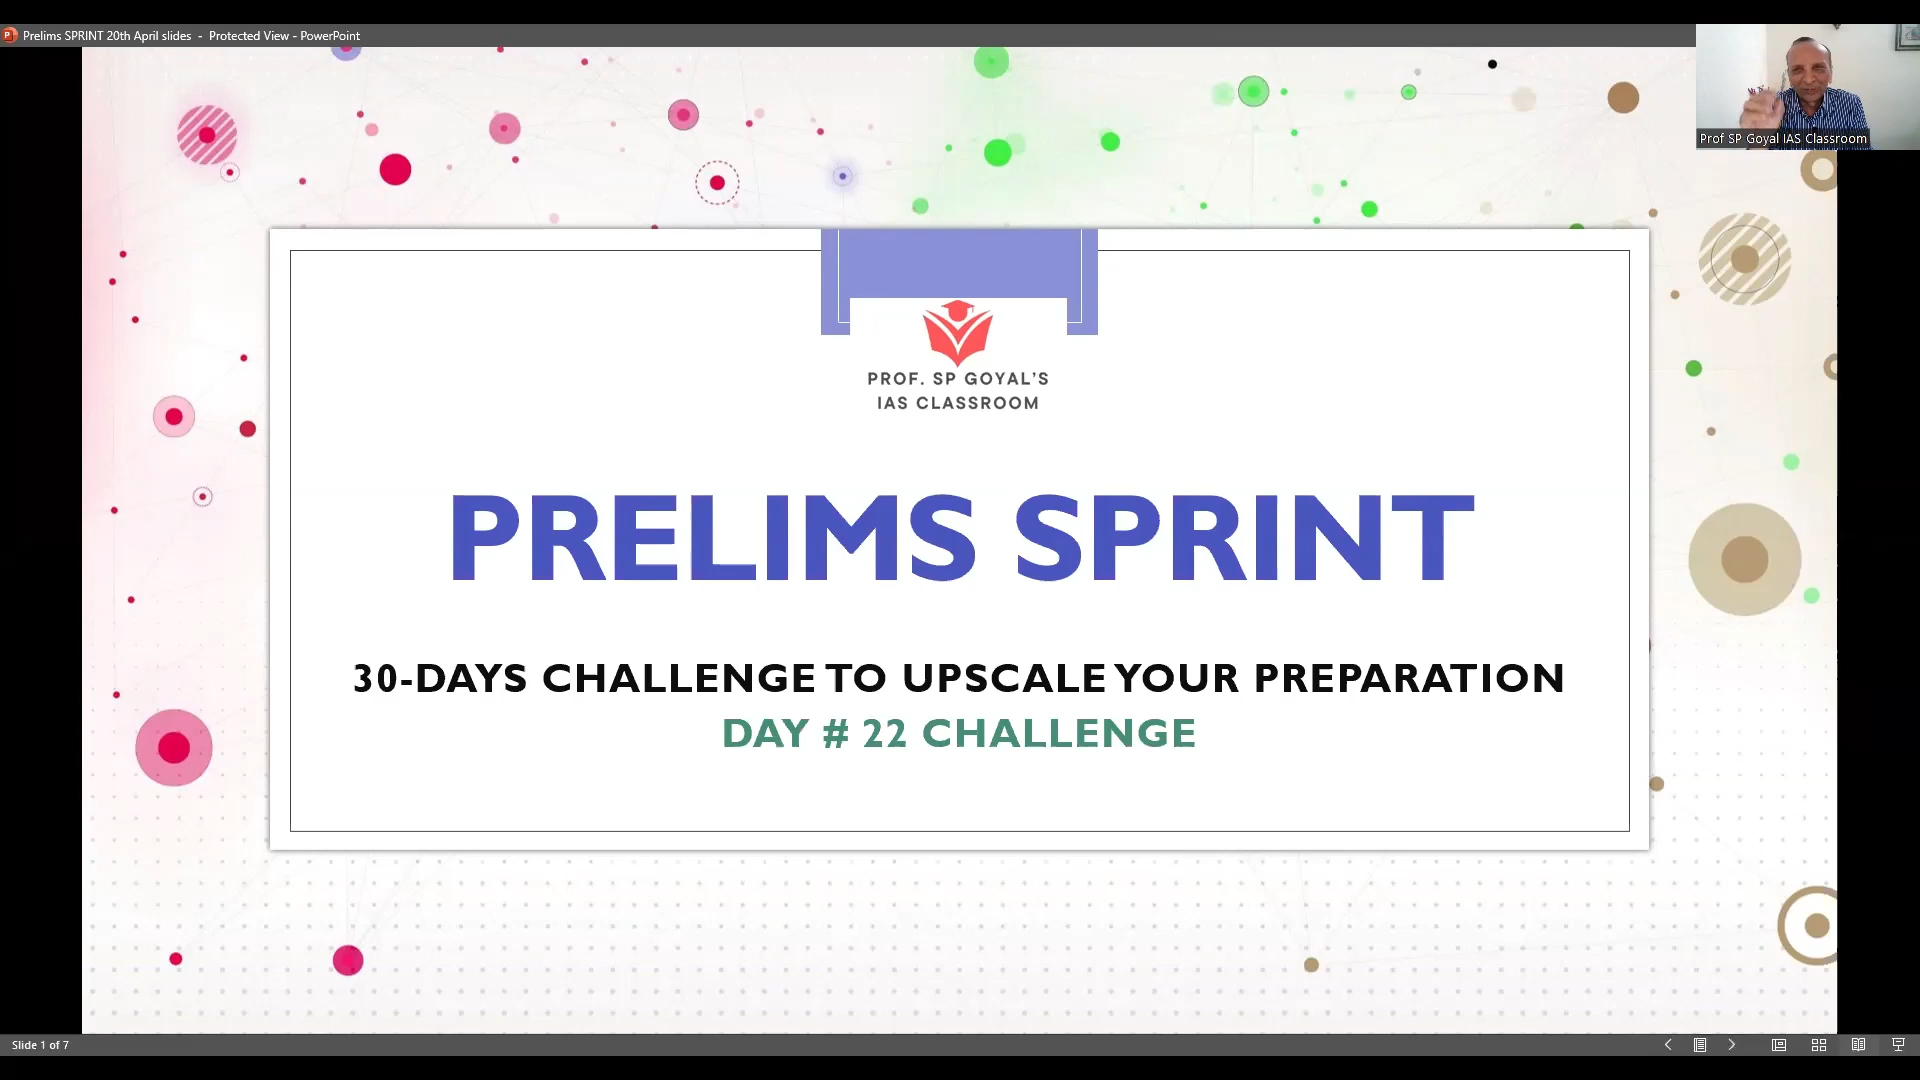 Prelims SPRINT 20th April slides - Protected View - PowerPoint
Prof SP Goyal IAS Classroom
PROF. SP GOYAL'S
IAS CLASSROOM
PRELIMS SPRINT
30-DAYS CHALLENGE TO UPSCALE YOUR PREPARATION
DAY # 22 CHALLENGE
Slide 1 of 7